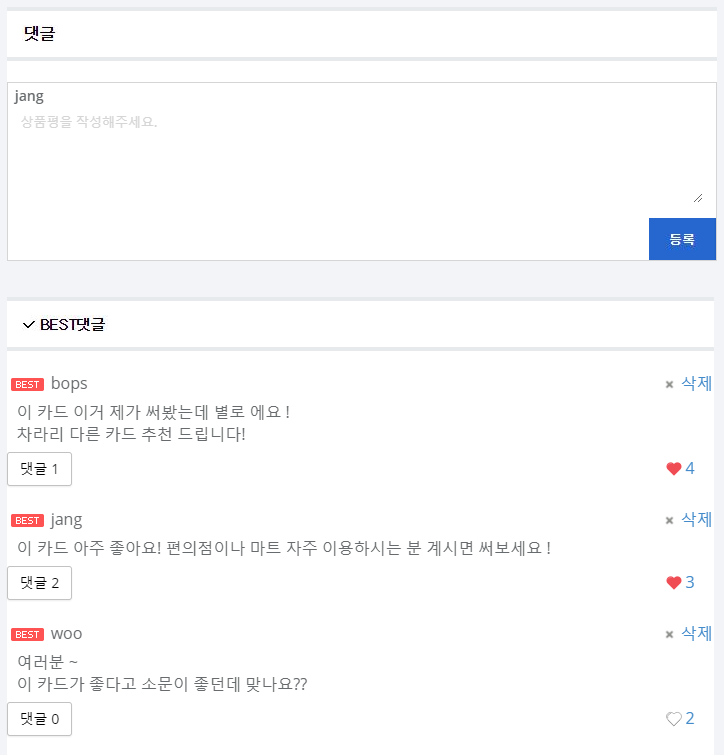 댓글
jang
상품평을 작성해주세요.
등록
BEST댓글
BEST bops 삭제
이 카드 이거 제가 써봤는데 별로 에요 !
차라리 다른 카드 추천 드립니다!
댓글 1 4
BEST jang 삭제
이 카드 아주 좋아요! 편의점이나 마트 자주 이용하시는 분 계시면 써보세요 !
댓글 2 3
BEST woo 삭제
여러분 ~
이 카드가 좋다고 소문이 좋던데 맞나요??
댓글 0 2